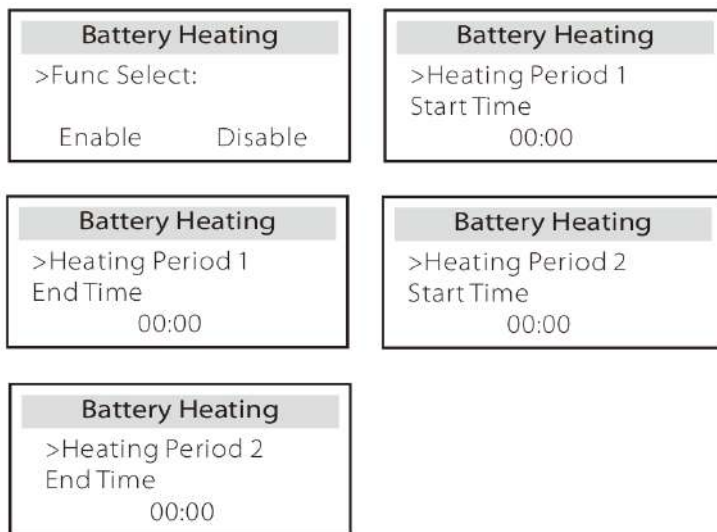 Battery Heating
>Func Select:
Enable Disable
Battery Heating
>Heating Period 1
Start Time
00:00
Battery Heating
>Heating Period 1
End Time
00:00
Battery Heating
>Heating Period 2
Start Time
00:00
Battery Heating
>Heating Period 2
End Time
00:00